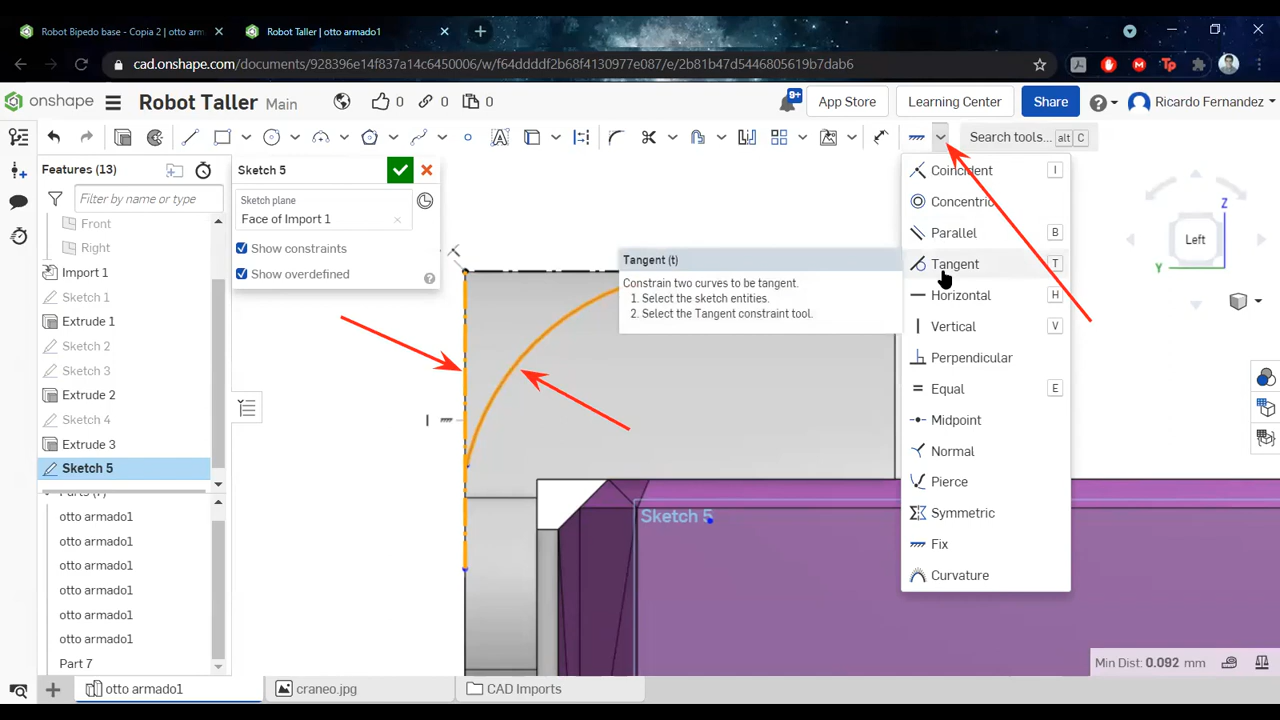 Robot Bipedo base - Copia 2 | otto arm
Robot Taller | otto armado1
cad.onshape.com/documents/928396e14f837a14c6450006/w/f64ddddf2bf68f4130977e087/e/2b81b47d5446805619b7dab6
onshape
Robot Taller Main
0
0
0
9+
App Store
Learning Center
Share
Ricardo Fernandez
Search tools... alt C
Features (13)
Filter by name or type
Front
Right
Import 1
Sketch 1
Extrude 1
Sketch 2
Sketch 3
Extrude 2
Sketch 4
Extrude 3
Sketch 5
Parts (7)
otto armado1
otto armado1
otto armado1
otto armado1
otto armado1
otto armado1
Part 7
Sketch 5
Sketch plane
Face of Import 1
Show constraints
Show overdefined
Tangent (t)
Constrain two curves to be tangent.
1. Select the sketch entities.
2. Select the Tangent constraint tool.
Coincident I
Concentric
Parallel B
Tangent T
Horizontal H
Vertical V
Perpendicular
Equal E
Midpoint
Normal
Pierce
Symmetric
Fix
Curvature
Z
Left
Y
Sketch 5
Min Dist: 0.092 mm
otto armado1
craneo.jpg
CAD Imports